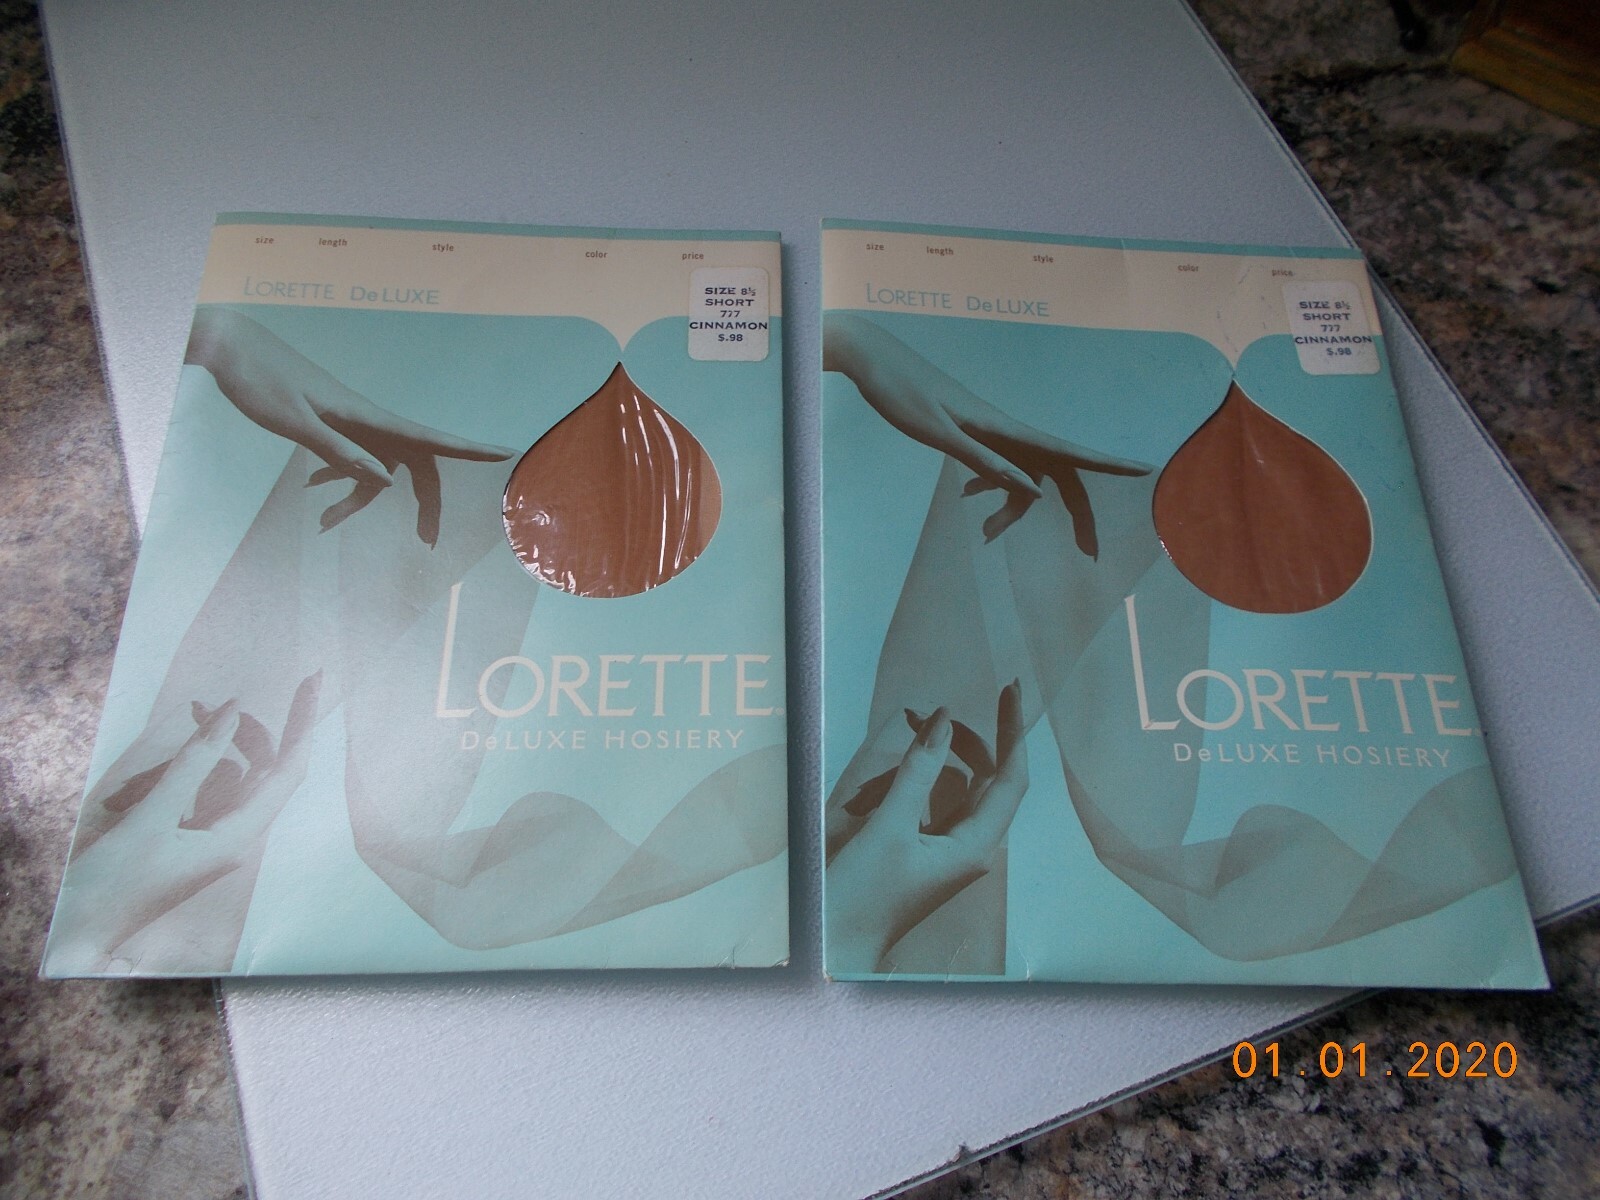 size length style color price
LORETTE DeLUXE
SIZE 8½
SHORT
777
CINNAMON
$.98
LORETTE
DeLUXE HOSIERY
size length style color price
LORETTE DeLUXE
SIZE 8½
SHORT
777
CINNAMON
$.98
LORETTE
DeLUXE HOSIERY
01.01.2020